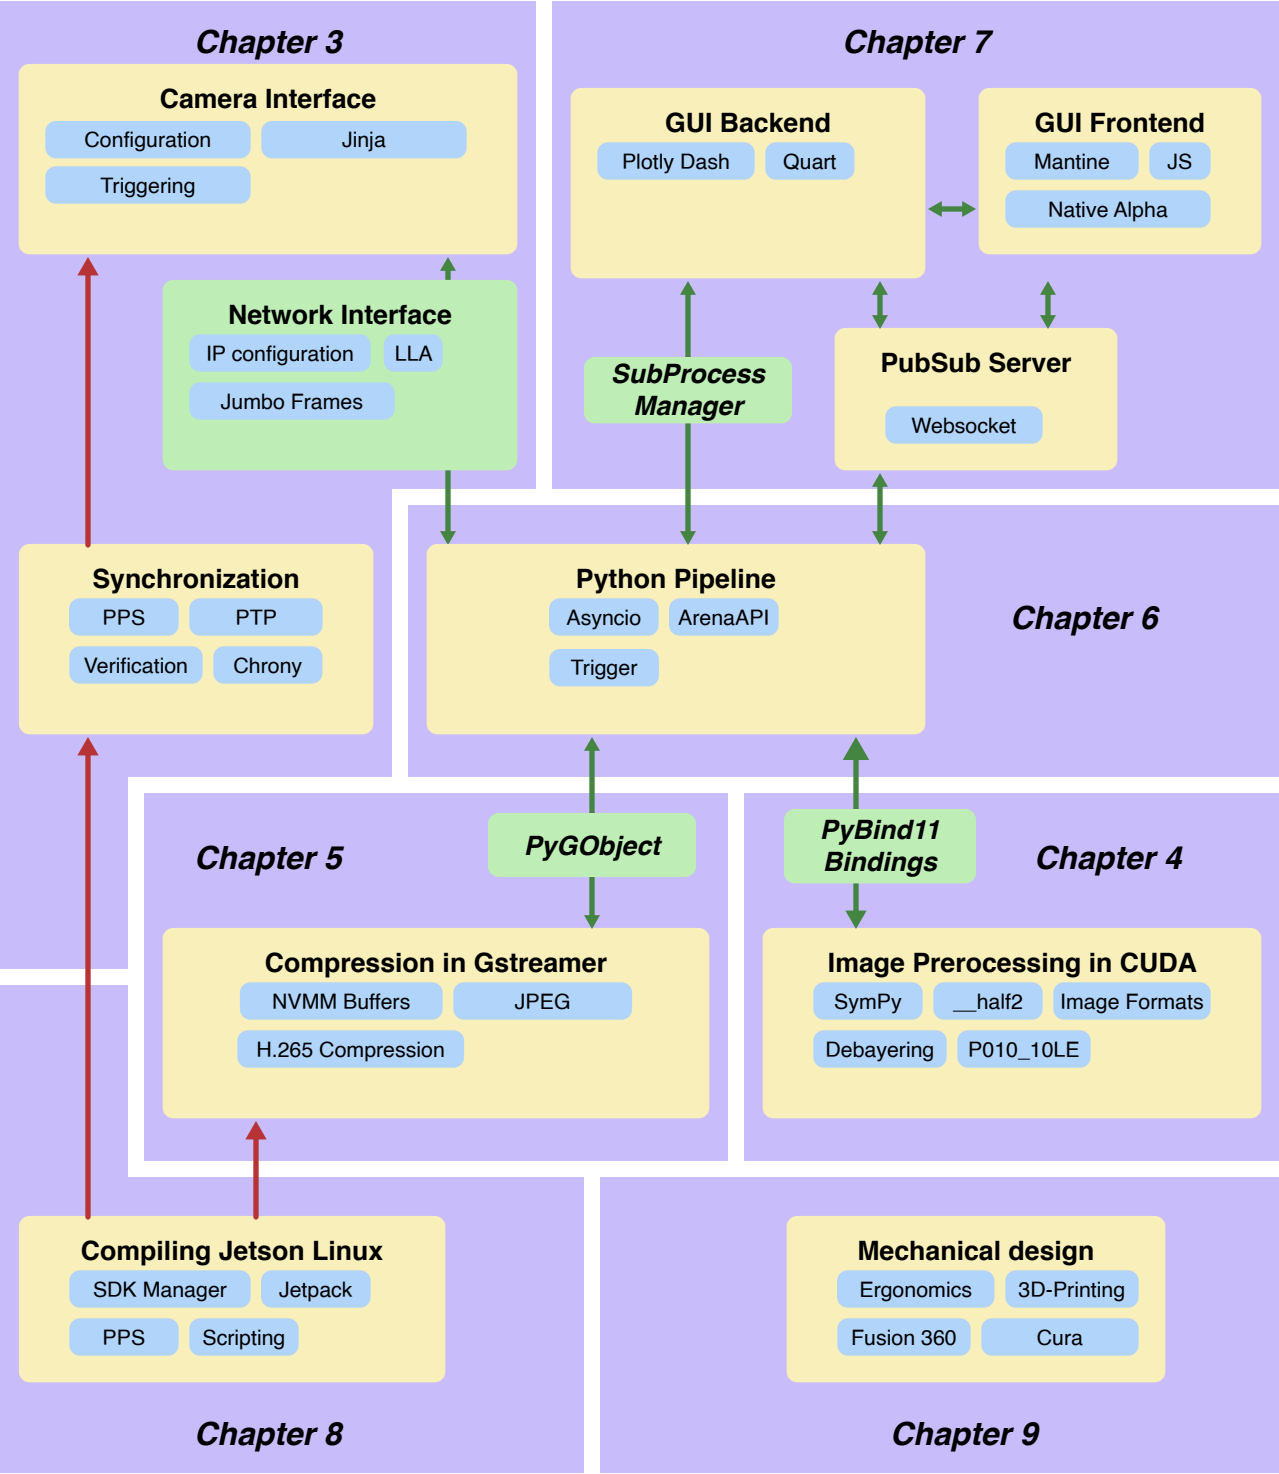 Chapter 3
Camera Interface
Configuration
Jinja
Triggering
Network Interface
IP configuration
LLA
Jumbo Frames
Synchronization
PPS
PTP
Verification
Chrony
Chapter 7
GUI Backend
Plotly Dash
Quart
GUI Frontend
Mantine
JS
Native Alpha
SubProcess
Manager
PubSub Server
Websocket
Python Pipeline
Asyncio
ArenaAPI
Trigger
Chapter 6
Chapter 5
PyGObject
Compression in Gstreamer
NVMM Buffers
JPEG
H.265 Compression
PyBind11
Bindings
Chapter 4
Image Prerocessing in CUDA
SymPy
__half2
Image Formats
Debayering
P010_10LE
Compiling Jetson Linux
SDK Manager
Jetpack
PPS
Scripting
Chapter 8
Mechanical design
Ergonomics
3D-Printing
Fusion 360
Cura
Chapter 9